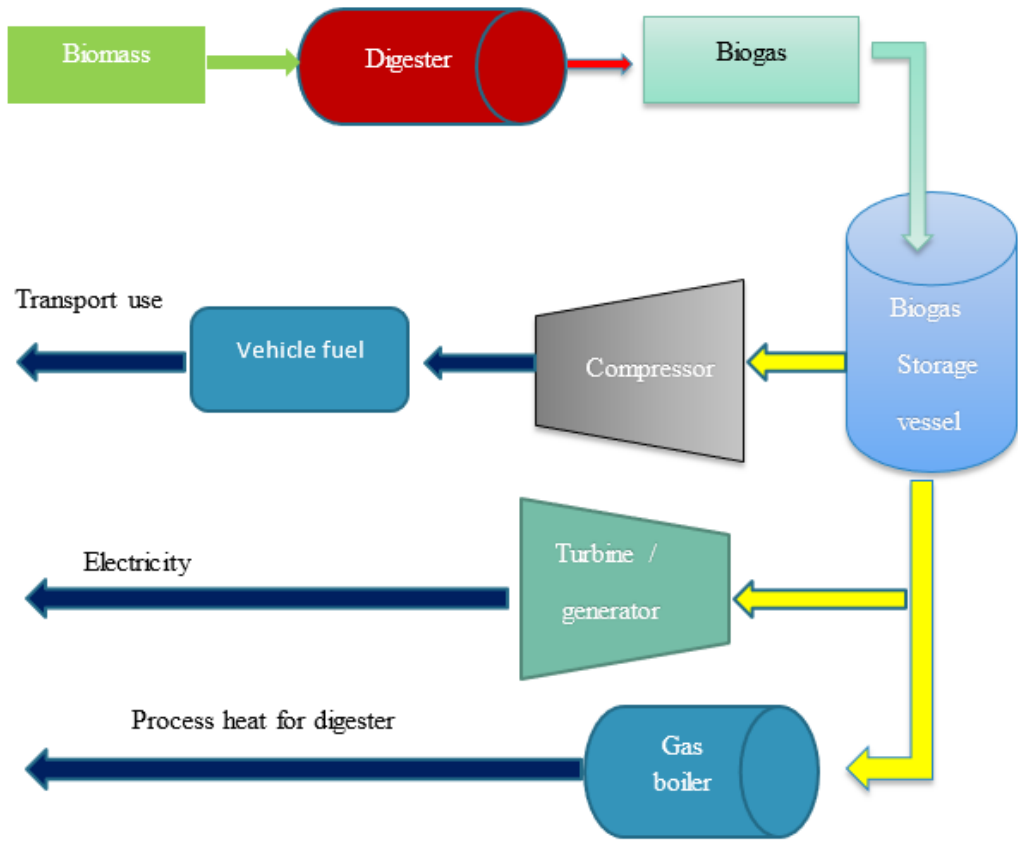 Biomass
Digester
Biogas
Biogas
Storage
vessel
Compressor
Vehicle fuel
Transport use
Turbine /
generator
Electricity
Gas
boiler
Process heat for digester